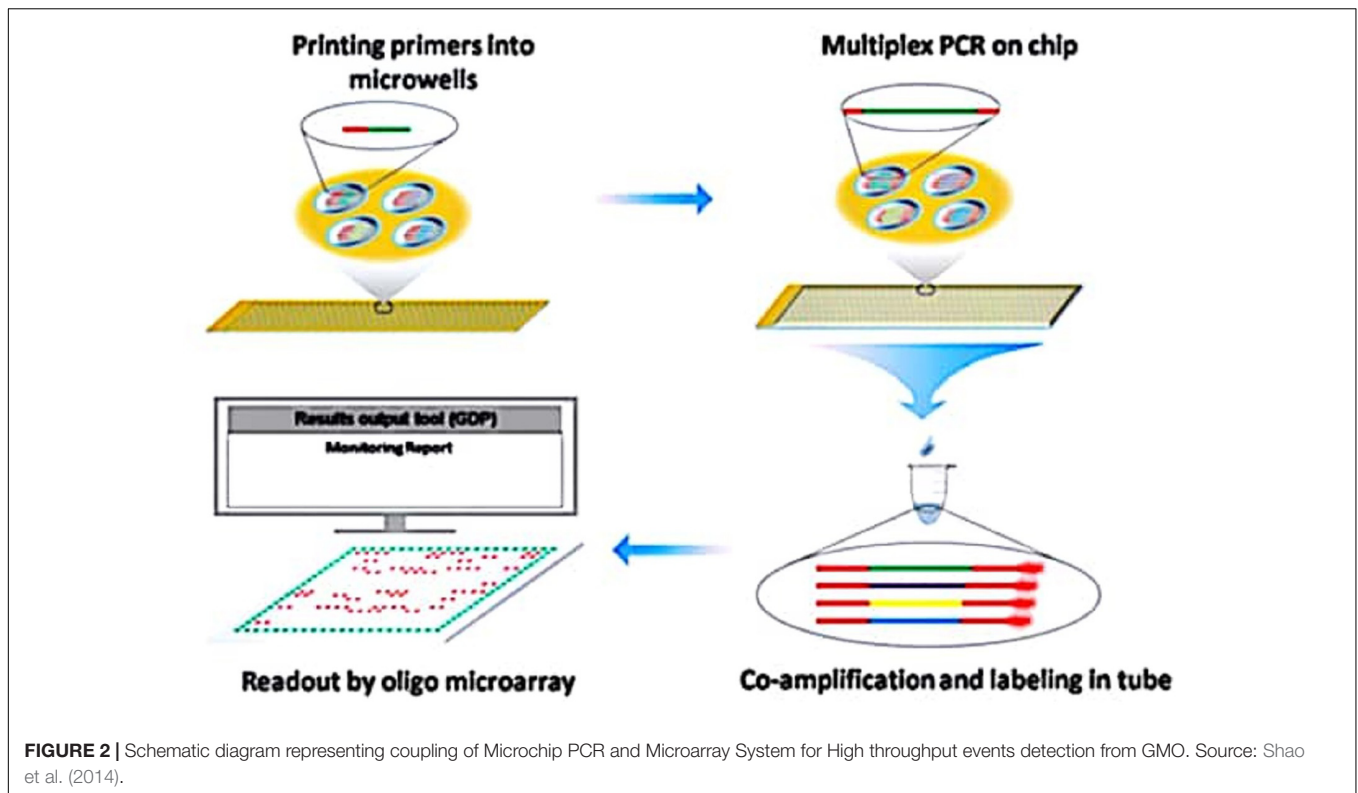 Printing primers into
microwells
Multiplex PCR on chip
Results output tool (GDP)
Monitoring Report
Readout by oligo microarray
Co-amplification and labeling in tube
FIGURE 2 | Schematic diagram representing coupling of Microchip PCR and Microarray System for High throughput events detection from GMO. Source: Shao
et al. (2014).